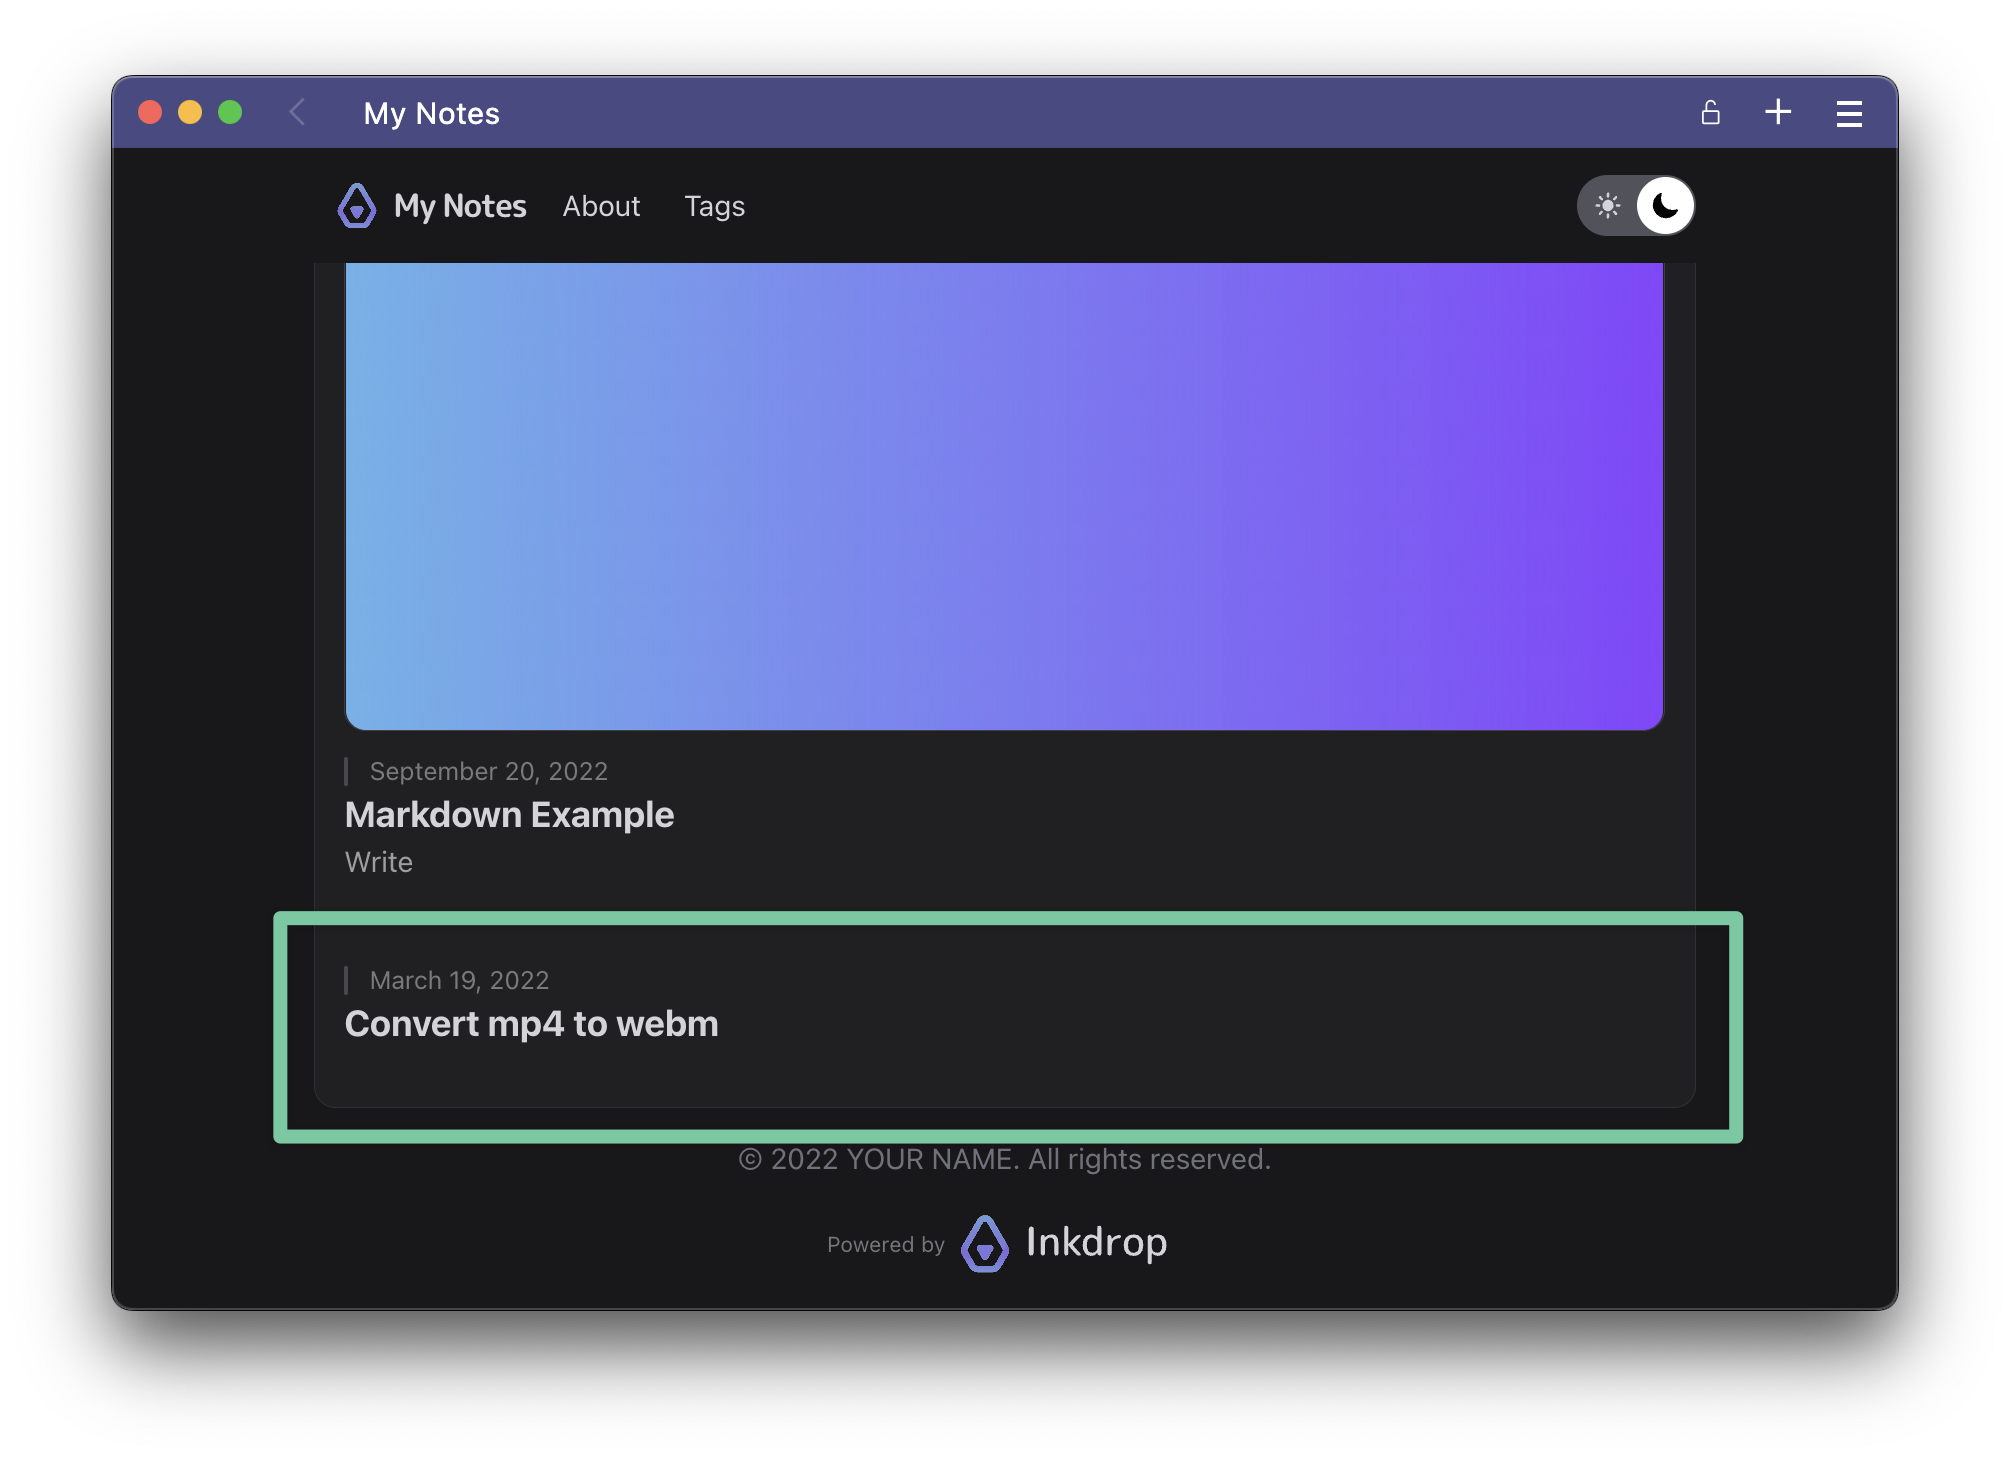 My Notes
My Notes About Tags
September 20, 2022
Markdown Example
Write
March 19, 2022
Convert mp4 to webm
© 2022 YOUR NAME. All rights reserved.
Powered by Inkdrop